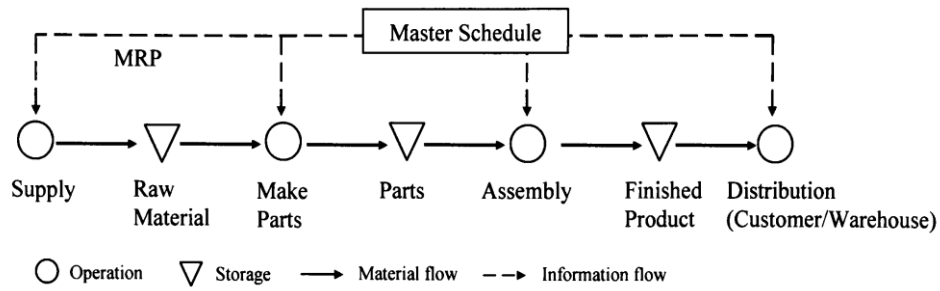 Master Schedule
MRP
Supply
Raw
Material
Make
Parts
Parts
Assembly
Finished
Product
Distribution
(Customer/Warehouse)
Operation
Storage
Material flow
Information flow